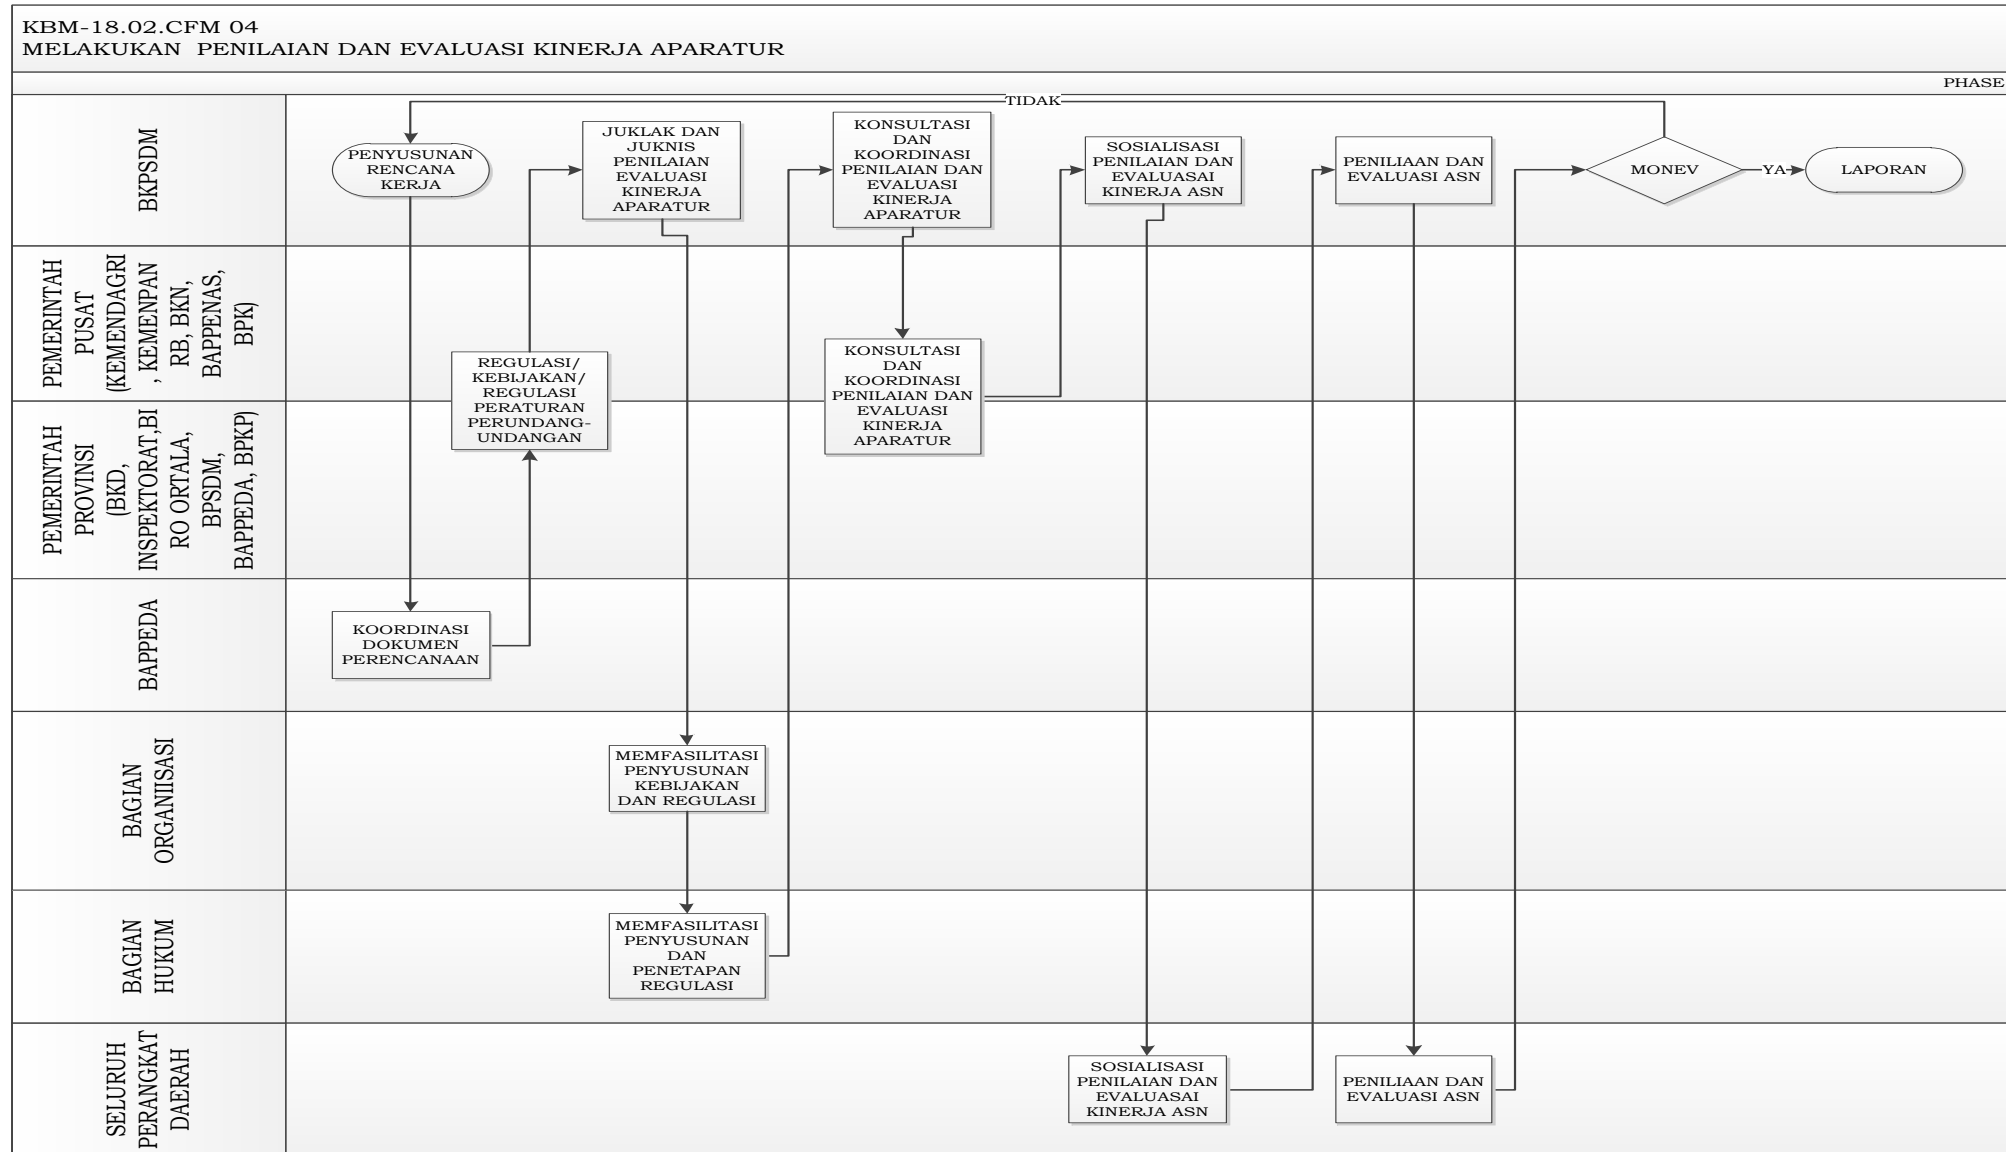 KBM-18.02.CFM 04
MELAKUKAN  PENILAIAN DAN EVALUASI KINERJA APARATUR
PHASE
BKPSDM
TIDAK
PENYUSUNAN
RENCANA
KERJA
JUKLAK DAN
JUKNIS
PENILAIAN
EVALUASI
KINERJA
APARATUR
KONSULTASI
DAN
KOORDINASI
PENILAIAN DAN
EVALUASI
KINERJA
APARATUR
SOSIALISASI
PENILAIAN DAN
EVALUASAI
KINERJA ASN
PENILIAAN DAN
EVALUASI ASN
MONEV
YA
LAPORAN
PEMERINTAH
PUSAT
(KEMENDAGRI
, KEMENPAN
RB, BKN,
BAPPENAS,
BPK)
REGULASI/
KEBIJAKAN/
REGULASI
PERATURAN
PERUNDANG-
UNDANGAN
KONSULTASI
DAN
KOORDINASI
PENILAIAN DAN
EVALUASI
KINERJA
APARATUR
PEMERINTAH
PROVINSI
(BKD,
INSPEKTORAT,BI
RO ORTALA,
BPSDM,
BAPPEDA, BPKP)
BAPPEDA
KOORDINASI
DOKUMEN
PERENCANAAN
BAGIAN
ORGANIISASI
MEMFASILITASI
PENYUSUNAN
KEBIJAKAN
DAN REGULASI
BAGIAN
HUKUM
MEMFASILITASI
PENYUSUNAN
DAN
PENETAPAN
REGULASI
SELURUH
PERANGKAT
DAERAH
SOSIALISASI
PENILAIAN DAN
EVALUASAI
KINERJA ASN
PENILIAAN DAN
EVALUASI ASN